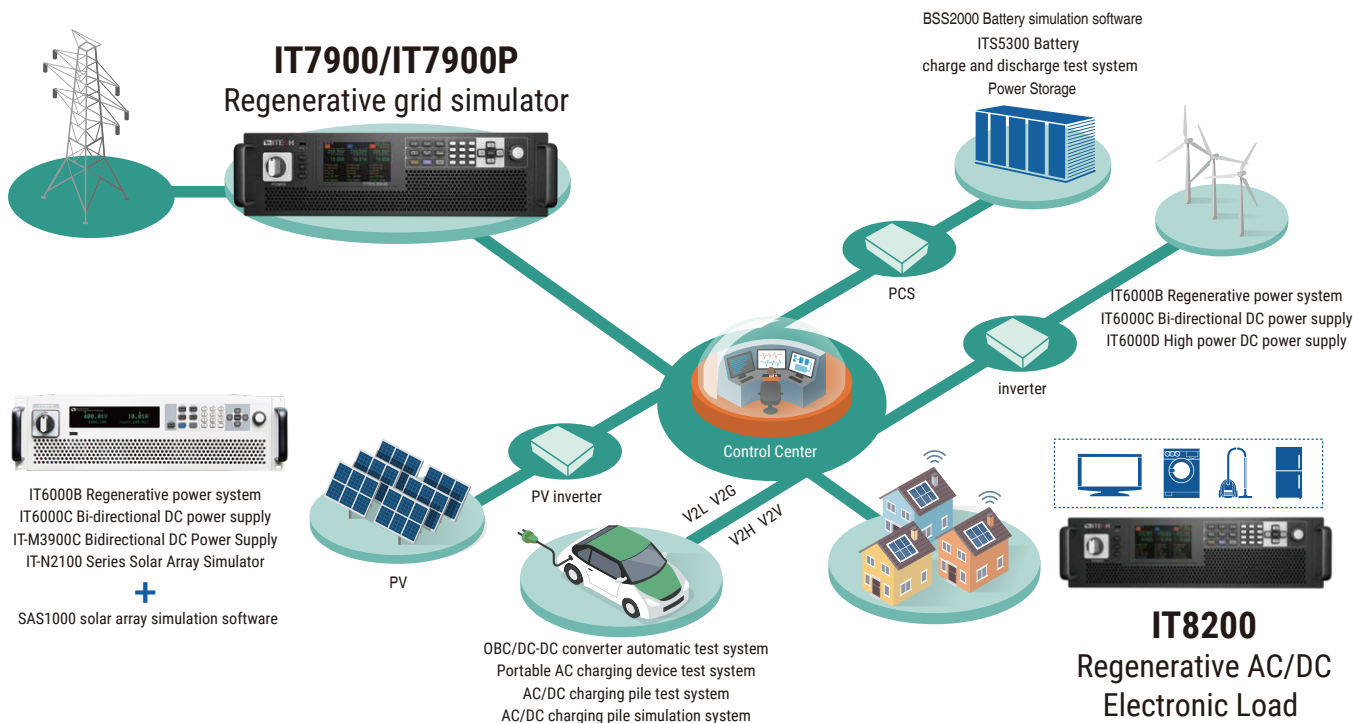 BSS2000 Battery simulation software
ITS5300 Battery
charge and discharge test system
Power Storage
IT7900/IT7900P
Regenerative grid simulator
ITECH
PCS
IT6000B Regenerative power system
IT6000C Bi-directional DC power supply
IT6000D High power DC power supply
inverter
Control Center
PV inverter
PV
V2L V2G
V2H V2V
IT6000B Regenerative power system
IT6000C Bi-directional DC power supply
IT-M3900C Bidirectional DC Power Supply
IT-N2100 Series Solar Array Simulator
+
SAS1000 solar array simulation software
OBC/DC-DC converter automatic test system
Portable AC charging device test system
AC/DC charging pile test system
AC/DC charging pile simulation system
ITECH
IT8200
Regenerative AC/DC
Electronic Load